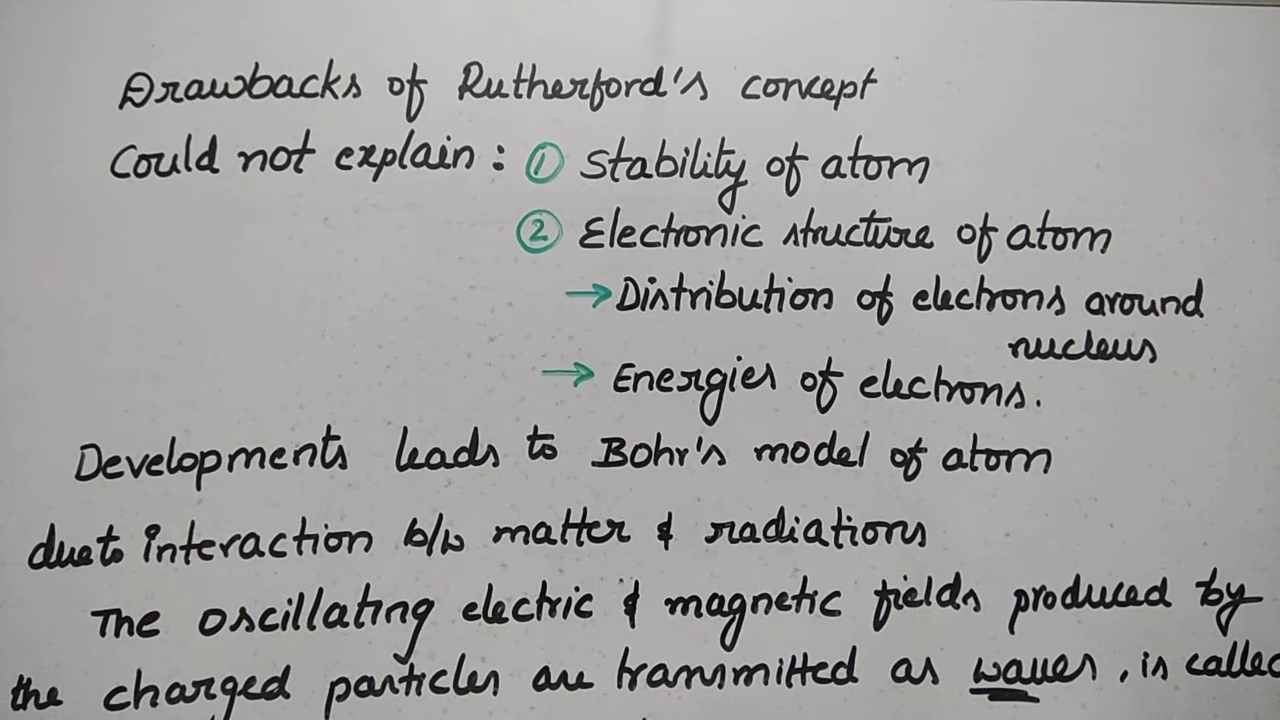 Drawbacks of Rutherford's concept
Could not explain : ① Stability of atom
② Electronic structure of atom
→ Distribution of electrons around
nucleus
→ Energies of electrons.
Developments leads to Bohr's model of atom
due to interaction b/w matter & radiations
The oscillating electric & magnetic fields produced by
the charged particles are transmitted as waves, is called